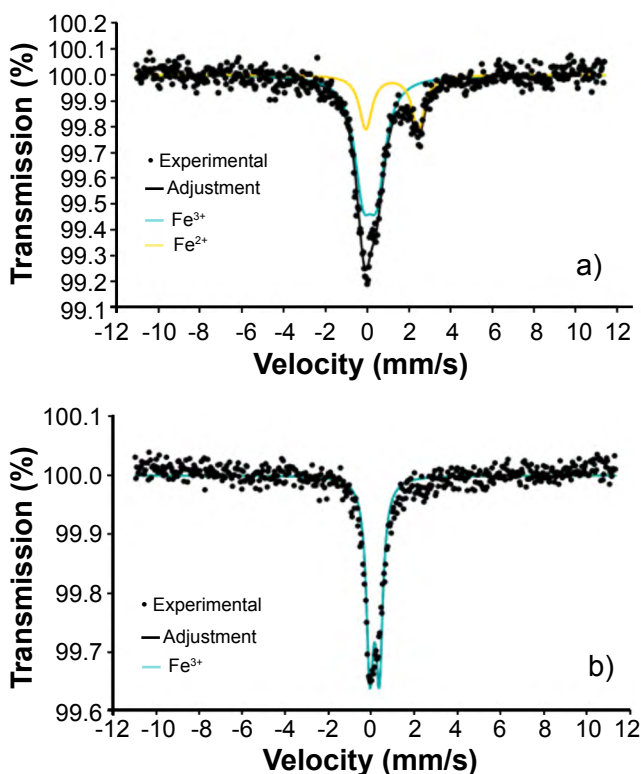 100.2
100.1
100.0
99.9
99.8
99.7
99.6
99.5
99.4
99.3
99.2
99.1
Transmission (%)
• Experimental
Adjustment
Fe³⁺
Fe²⁺
a)
-12 -10 -8 -6 -4 -2 0 2 4 6 8 10 12
Velocity (mm/s)
100.1
100.0
99.9
99.8
99.7
99.6
Transmission (%)
• Experimental
Adjustment
Fe³⁺
b)
-12 -10 -8 -6 -4 -2 0 2 4 6 8 10 12
Velocity (mm/s)